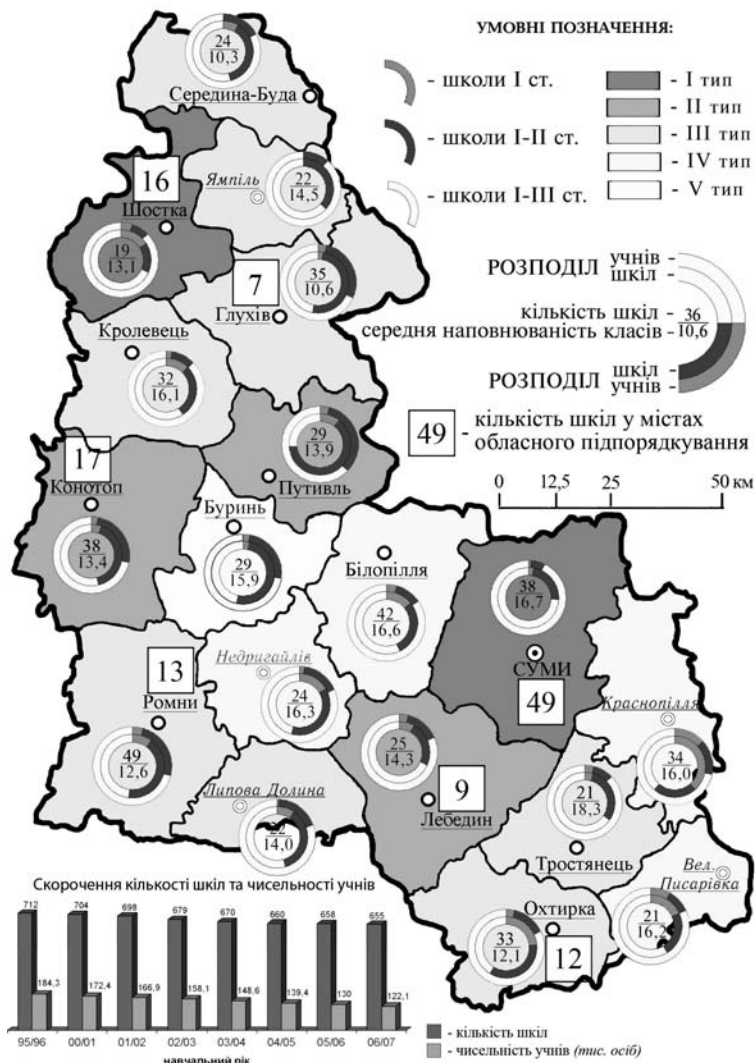 УМОВНІ ПОЗНАЧЕННЯ:
- школи І ст.
- школи І-ІІ ст.
- школи І-ІІІ ст.
- І тип
- ІІ тип
- ІІІ тип
- ІV тип
- V тип
РОЗПОДІЛ учнів
шкіл
кількість шкіл 36
середня наповнюваність класів 10,6
РОЗПОДІЛ шкіл
учнів
49 - кількість шкіл у містах
обласного підпорядкування
0 12,5 25 50 км
24
10,3
Середина-Буда
16
Ямпіль
22
14,5
Шостка
19
13,1
7
35
10,6
Глухів
Кролевець
32
16,1
29
13,9
Путивль
17
Конотоп
38
13,4
Буринь
29
15,9
Білопілля
42
16,6
38
16,7
СУМИ
49
13
Ромни
49
12,6
Недригайлів
24
16,3
Краснопілля
34
16,0
25
14,3
9
Лебедин
Липова Долина
22
14,0
21
18,3
Тростянець
Вел.
Писарівка
21
16,2
Охтирка
33
12,1
12
Скорочення кількості шкіл та чисельності учнів
712 704 698 679 670 660 658 655
184,3 172,4 166,9 158,1 148,6 139,4 130 122,1
95/96 00/01 01/02 02/03 03/04 04/05 05/06 06/07
навчальний рік
- кількість шкіл
- чисельність учнів (тис. осіб)